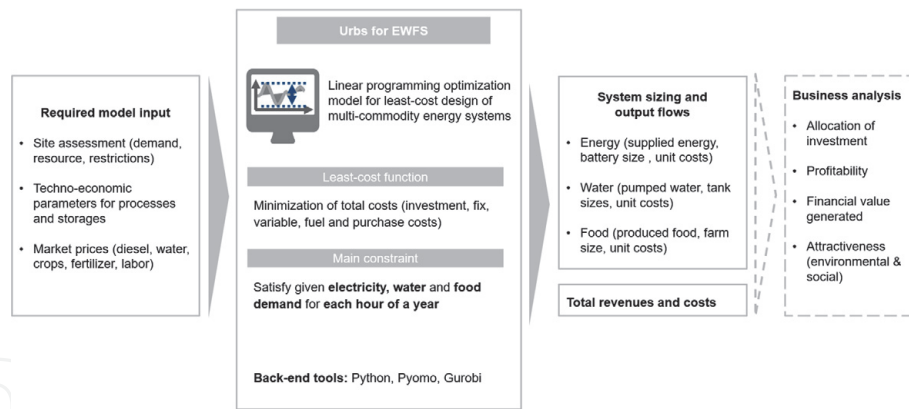 Required model input
• Site assessment (demand,
resource, restrictions)
• Techno-economic
parameters for processes
and storages
• Market prices (diesel, water,
crops, fertilizer, labor)
Urbs for EWFS
Linear programming optimization
model for least-cost design of
multi-commodity energy systems
Least-cost function
Minimization of total costs (investment, fix,
variable, fuel and purchase costs)
Main constraint
Satisfy given electricity, water and food
demand for each hour of a year
Back-end tools: Python, Pyomo, Gurobi
System sizing and
output flows
• Energy (supplied energy,
battery size , unit costs)
• Water (pumped water, tank
sizes, unit costs)
• Food (produced food, farm
size, unit costs)
Total revenues and costs
Business analysis
• Allocation of
investment
• Profitability
• Financial value
generated
• Attractiveness
(environmental &
social)